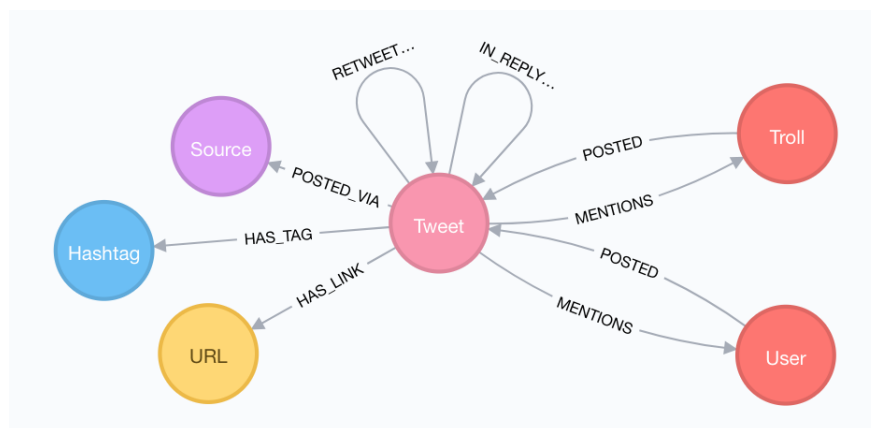 RETWEET...
IN_REPLY...
Source
Troll
POSTED
POSTED_VIA
MENTIONS
Tweet
HAS_TAG
Hashtag
POSTED
HAS_LINK
MENTIONS
URL
User